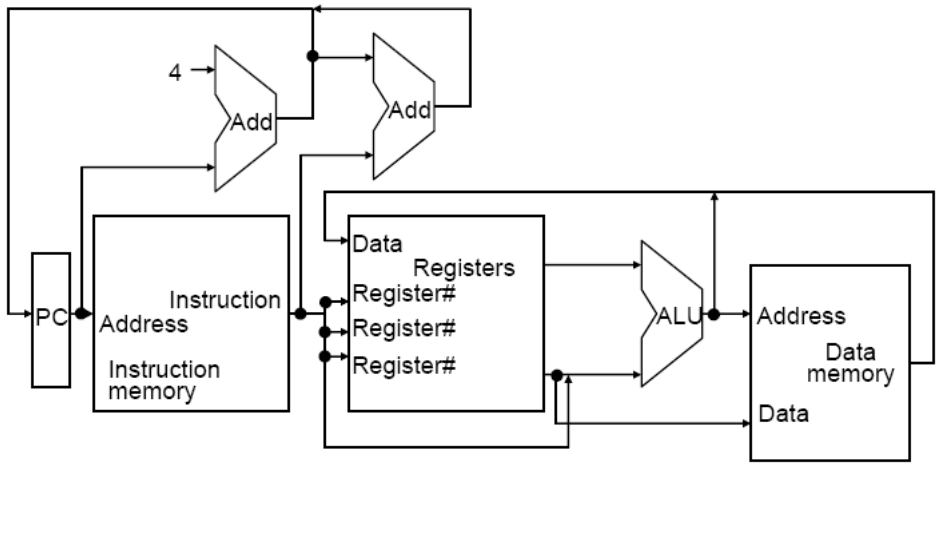 4
Add
Add
Data
Registers
PC
Instruction
Address
Register#
Register#
Register#
ALU
Address
Instruction
memory
Data
memory
Data